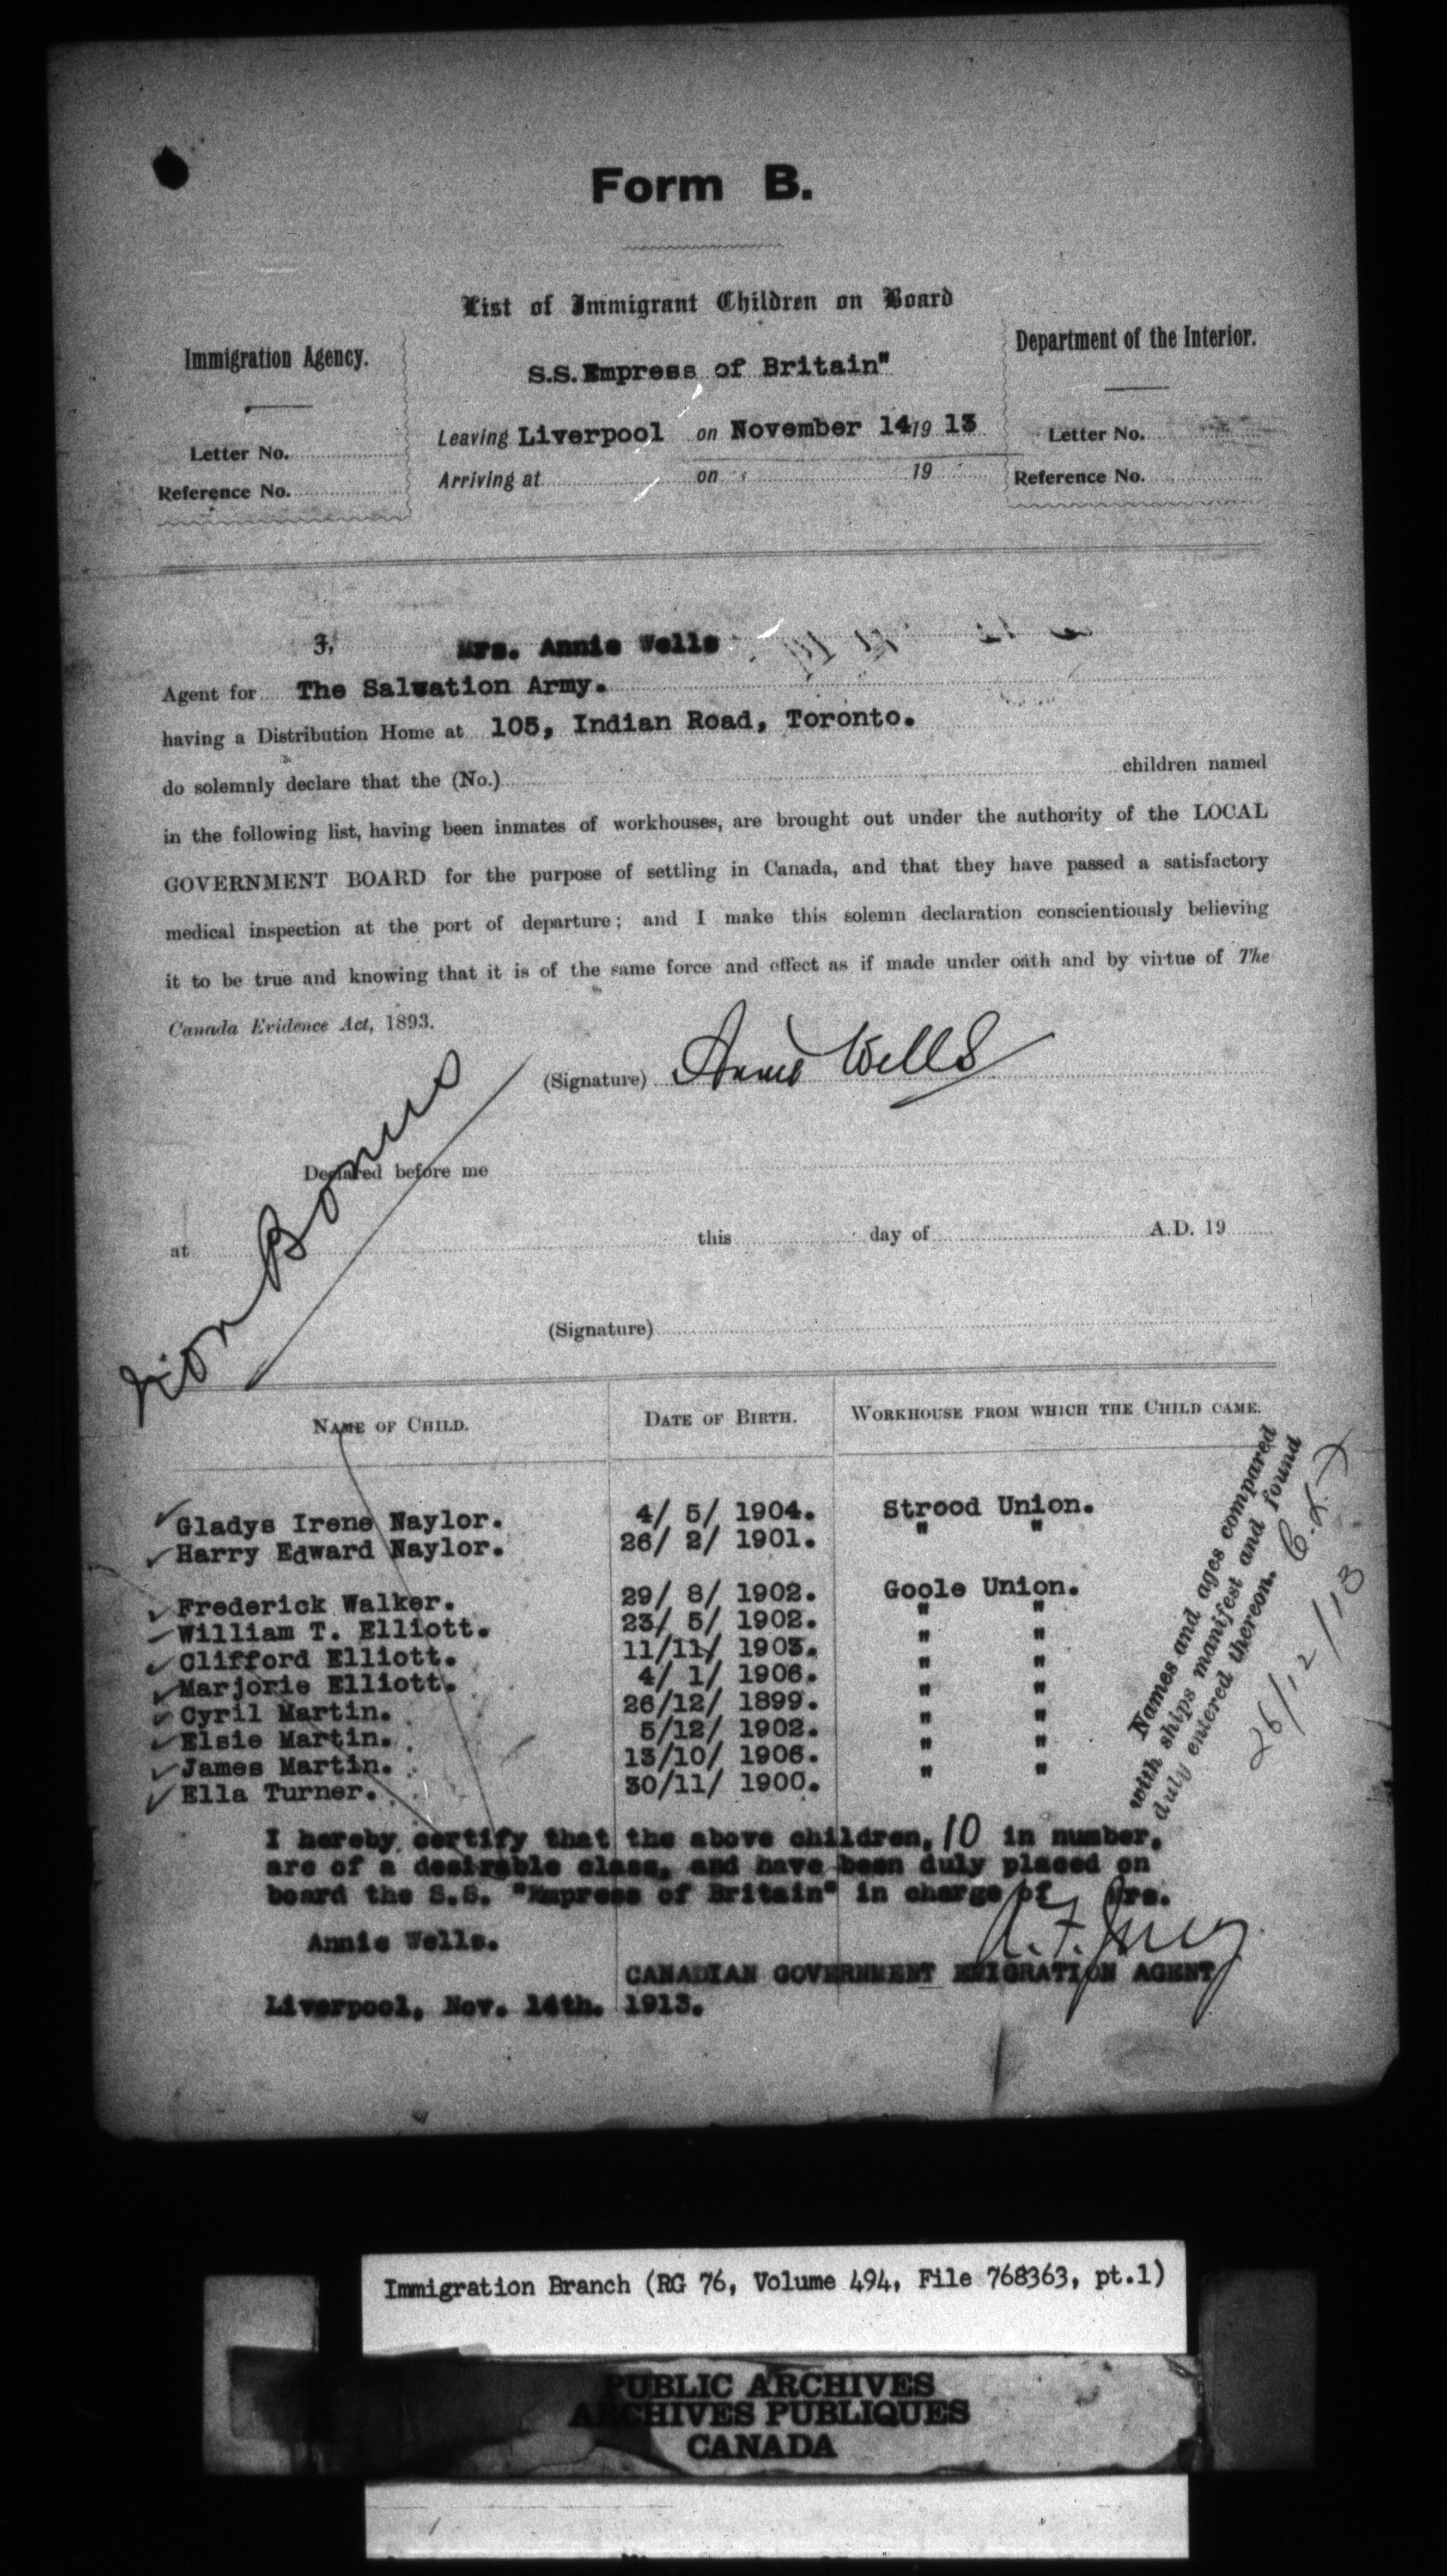 Form B.
List of Immigrant Children on Board
Immigration Agency.
Department of the Interior.
S.S. Empress of Britain"
Leaving Liverpool on November 14 19 13
Letter No.
Letter No.
Arriving at on 19
Reference No.
Reference No.
Mrs. Annie Wells
Agent for The Salvation Army.
having a Distribution Home at 105, Indian Road, Toronto.
do solemnly declare that the (No.) children named
in the following list, having been inmates of workhouses, are brought out under the authority of the LOCAL
GOVERNMENT BOARD for the purpose of settling in Canada, and that they have passed a satisfactory
medical inspection at the port of departure; and I make this solemn declaration conscientiously believing
it to be true and knowing that it is of the same force and effect as if made under oath and by virtue of The
Canada Evidence Act, 1893.
(Signature) Annie Wells
Non Bonus
Declared before me
at this day of A.D. 19
(Signature)
NAME OF CHILD. DATE OF BIRTH. WORKHOUSE FROM WHICH THE CHILD CAME.
Gladys Irene Naylor. 4/ 5/ 1904. Strood Union.
Harry Edward Naylor. 26/ 2/ 1901. " "
Frederick Walker. 29/ 8/ 1902. Goole Union.
William T. Elliott. 23/ 5/ 1902. " "
Clifford Elliott. 11/11/ 1903. " "
Marjorie Elliott. 4/ 1/ 1906. " "
Cyril Martin. 26/12/ 1899. " "
Elsie Martin. 5/12/ 1902. " "
James Martin. 13/10/ 1906. " "
Ella Turner. 30/11/ 1900. " "
Names and ages compared
with ships manifest and found
duly entered thereon.
26/12/13
I hereby certify that the above children, 10 in number,
are of a desirable class, and have been duly placed on
board the S.S. "Empress of Britain" in charge of Mrs.
Annie Wells.
CANADIAN GOVERNMENT EMIGRATION AGENT
Liverpool, Nov. 14th. 1913.
Immigration Branch (RG 76, Volume 494, File 768363, pt.1)
PUBLIC ARCHIVES
ARCHIVES PUBLIQUES
CANADA